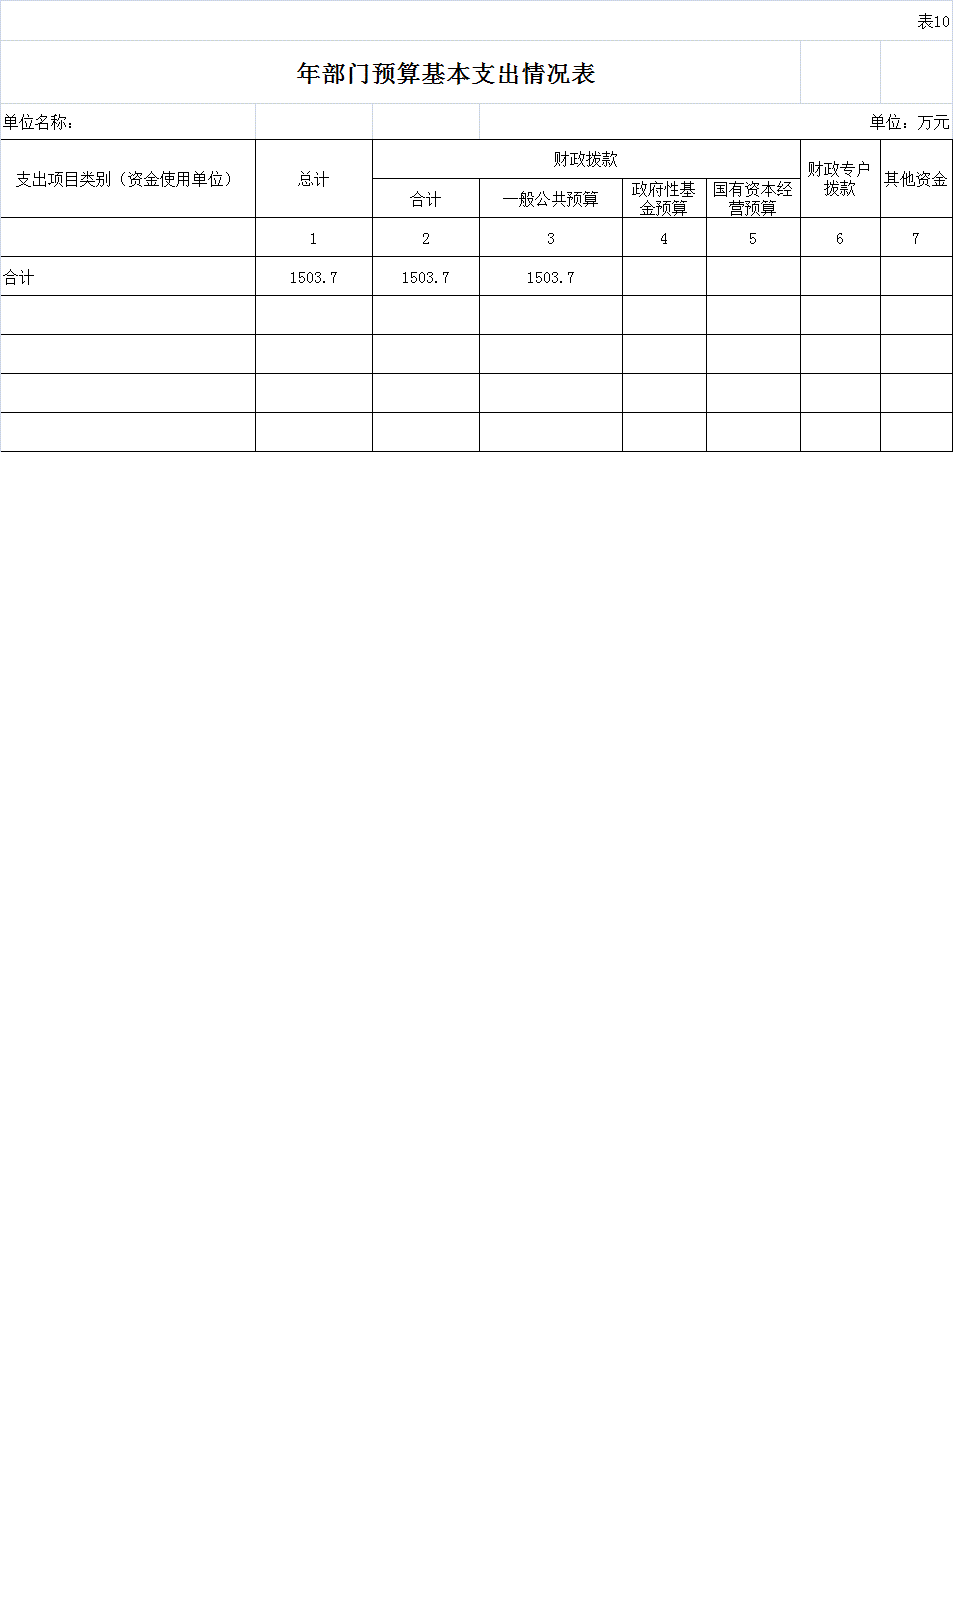 表10
年部门预算基本支出情况表
单位名称：
单位：万元
支出项目类别（资金使用单位）
总计
财政拨款
财政专户
拨款
其他资金
合计
一般公共预算
政府性基
金预算
国有资本经
营预算
1
2
3
4
5
6
7
合计
1503.7
1503.7
1503.7